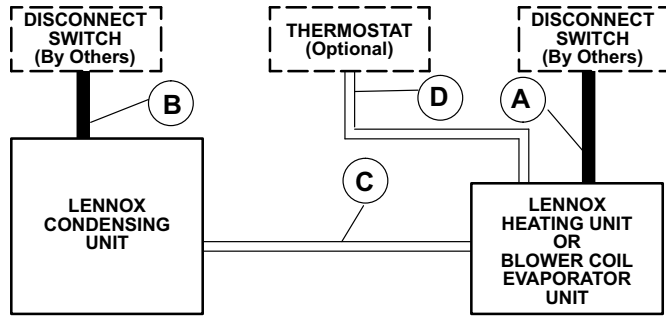 DISCONNECT
SWITCH
(By Others)
THERMOSTAT
(Optional)
DISCONNECT
SWITCH
(By Others)
B
D
A
C
LENNOX
CONDENSING
UNIT
LENNOX
HEATING UNIT
OR
BLOWER COIL
EVAPORATOR
UNIT